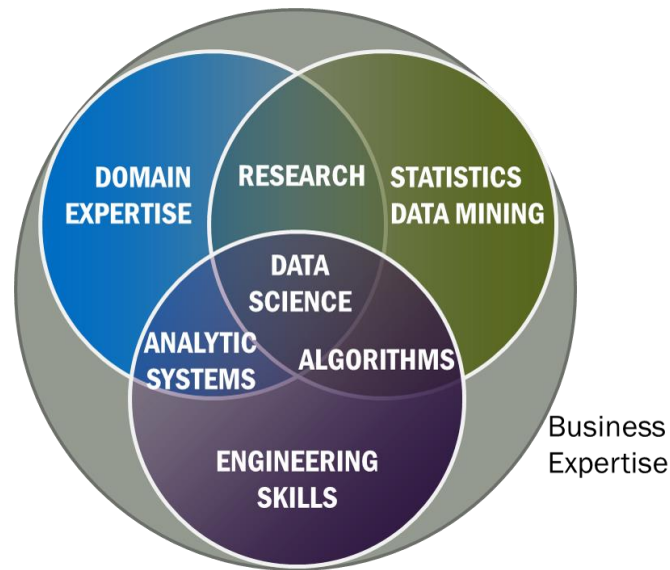 DOMAIN
EXPERTISE
RESEARCH
STATISTICS
DATA MINING
DATA
SCIENCE
ANALYTIC
SYSTEMS
ALGORITHMS
ENGINEERING
SKILLS
Business
Expertise